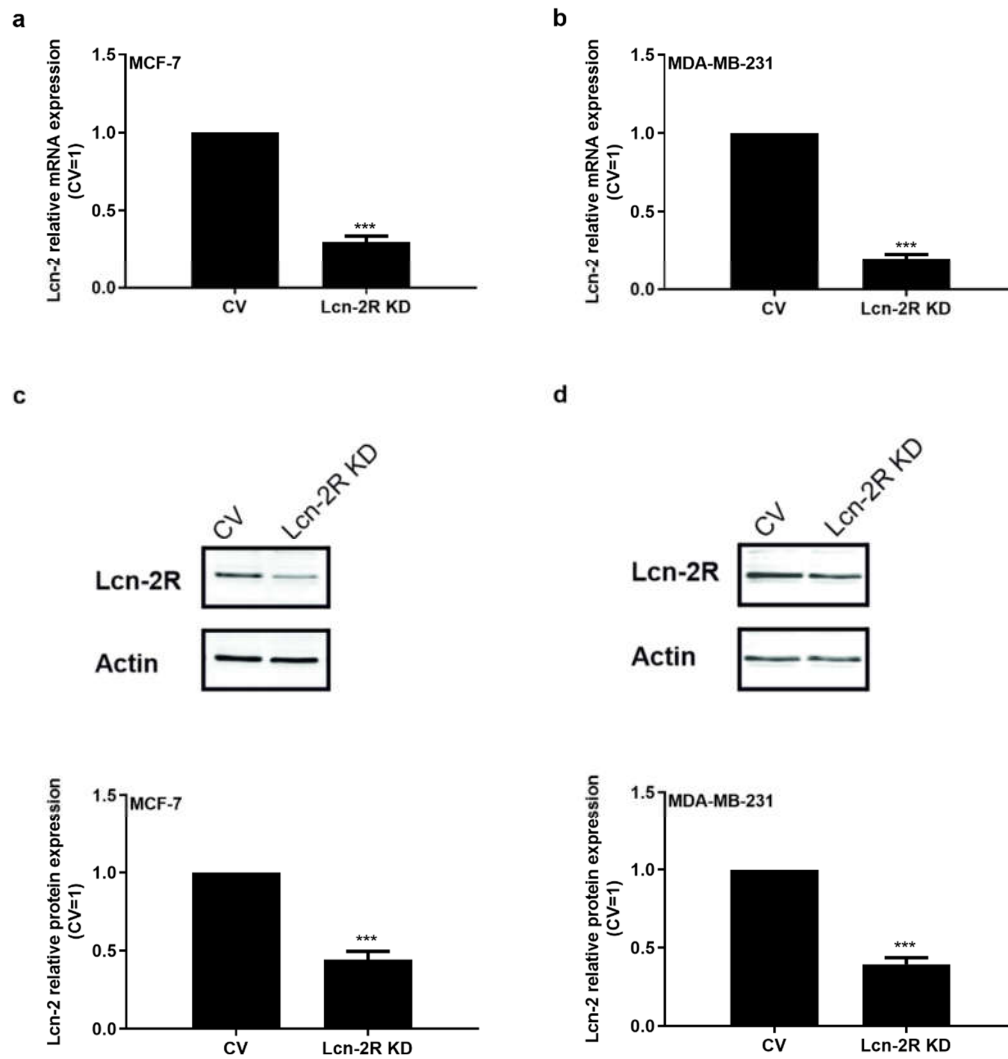 a
MCF-7
Lcn-2 relative mRNA expression
(CV=1)
1.5
1.0
0.5
0.0
***
CV Lcn-2R KD
b
MDA-MB-231
Lcn-2 relative mRNA expression
(CV=1)
1.5
1.0
0.5
0.0
***
CV Lcn-2R KD
c
CV Lcn-2R KD
Lcn-2R
Actin
Lcn-2 relative protein expression
(CV=1)
MCF-7
1.5
1.0
0.5
0.0
***
CV Lcn-2R KD
d
CV Lcn-2R KD
Lcn-2R
Actin
Lcn-2 relative protein expression
(CV=1)
MDA-MB-231
1.5
1.0
0.5
0.0
***
CV Lcn-2R KD